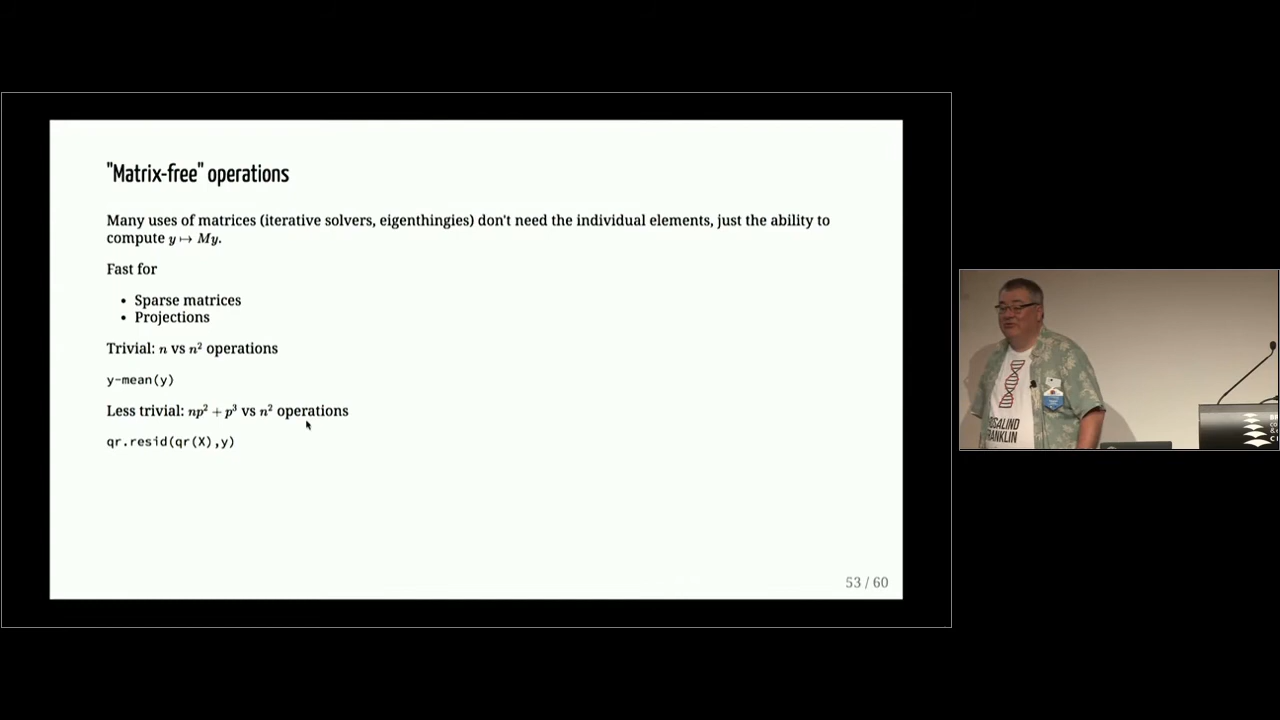 "Matrix-free" operations
Many uses of matrices (iterative solvers, eigenthingies) don't need the individual elements, just the ability to
compute y ↦ My.
Fast for
• Sparse matrices
• Projections
Trivial: n vs n² operations
y-mean(y)
Less trivial: np² + p³ vs n² operations
qr.resid(qr(X),y)
53 / 60
ROSALIND
FRANKLIN